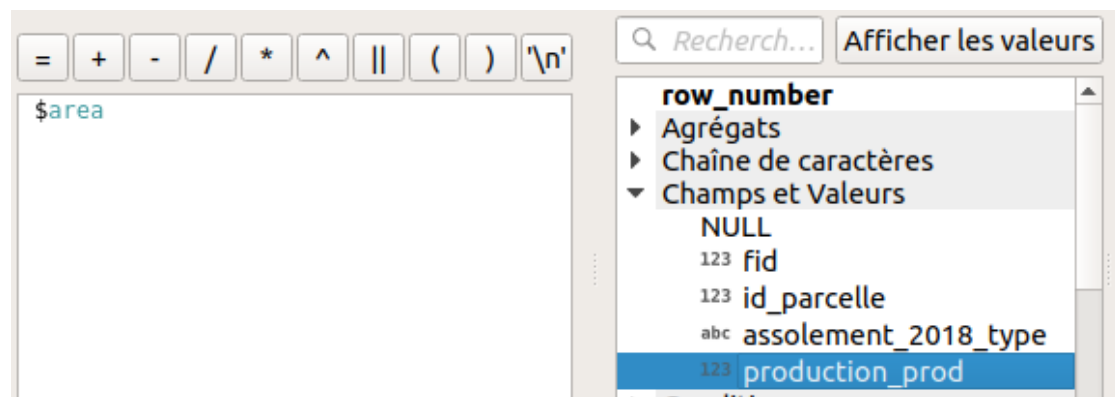 = + - / * ^ || ( ) '\n'
$area
Recherch... Afficher les valeurs
row_number
Agrégats
Chaîne de caractères
Champs et Valeurs
NULL
123 fid
123 id_parcelle
abc assolement_2018_type
123 production_prod